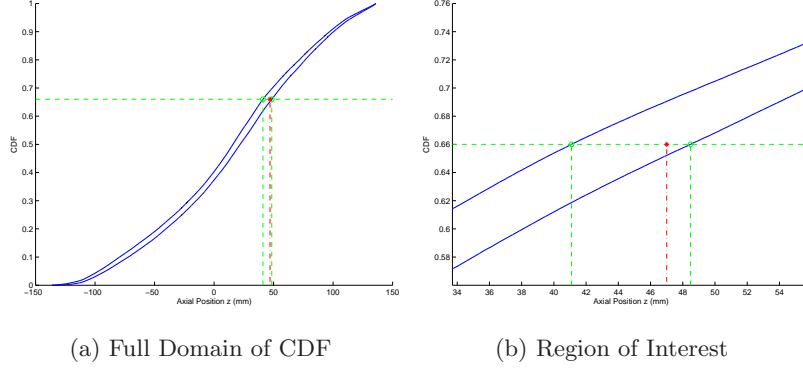 1
0.9
0.8
0.7
0.6
0.5
0.4
0.3
0.2
0.1
0
CDF
−150 −100 −50 0 50 100 150
Axial Position z (mm)
0.76
0.74
0.72
0.7
0.68
0.66
0.64
0.62
0.6
0.58
CDF
34 36 38 40 42 44 46 48 50 52 54
Axial Position z (mm)
(a) Full Domain of CDF
(b) Region of Interest